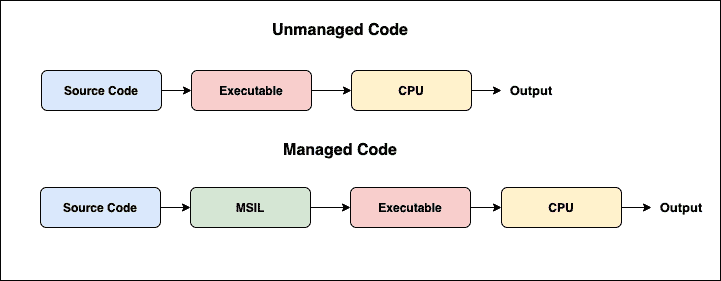 Unmanaged Code
Source Code Executable CPU Output
Managed Code
Source Code MSIL Executable CPU Output